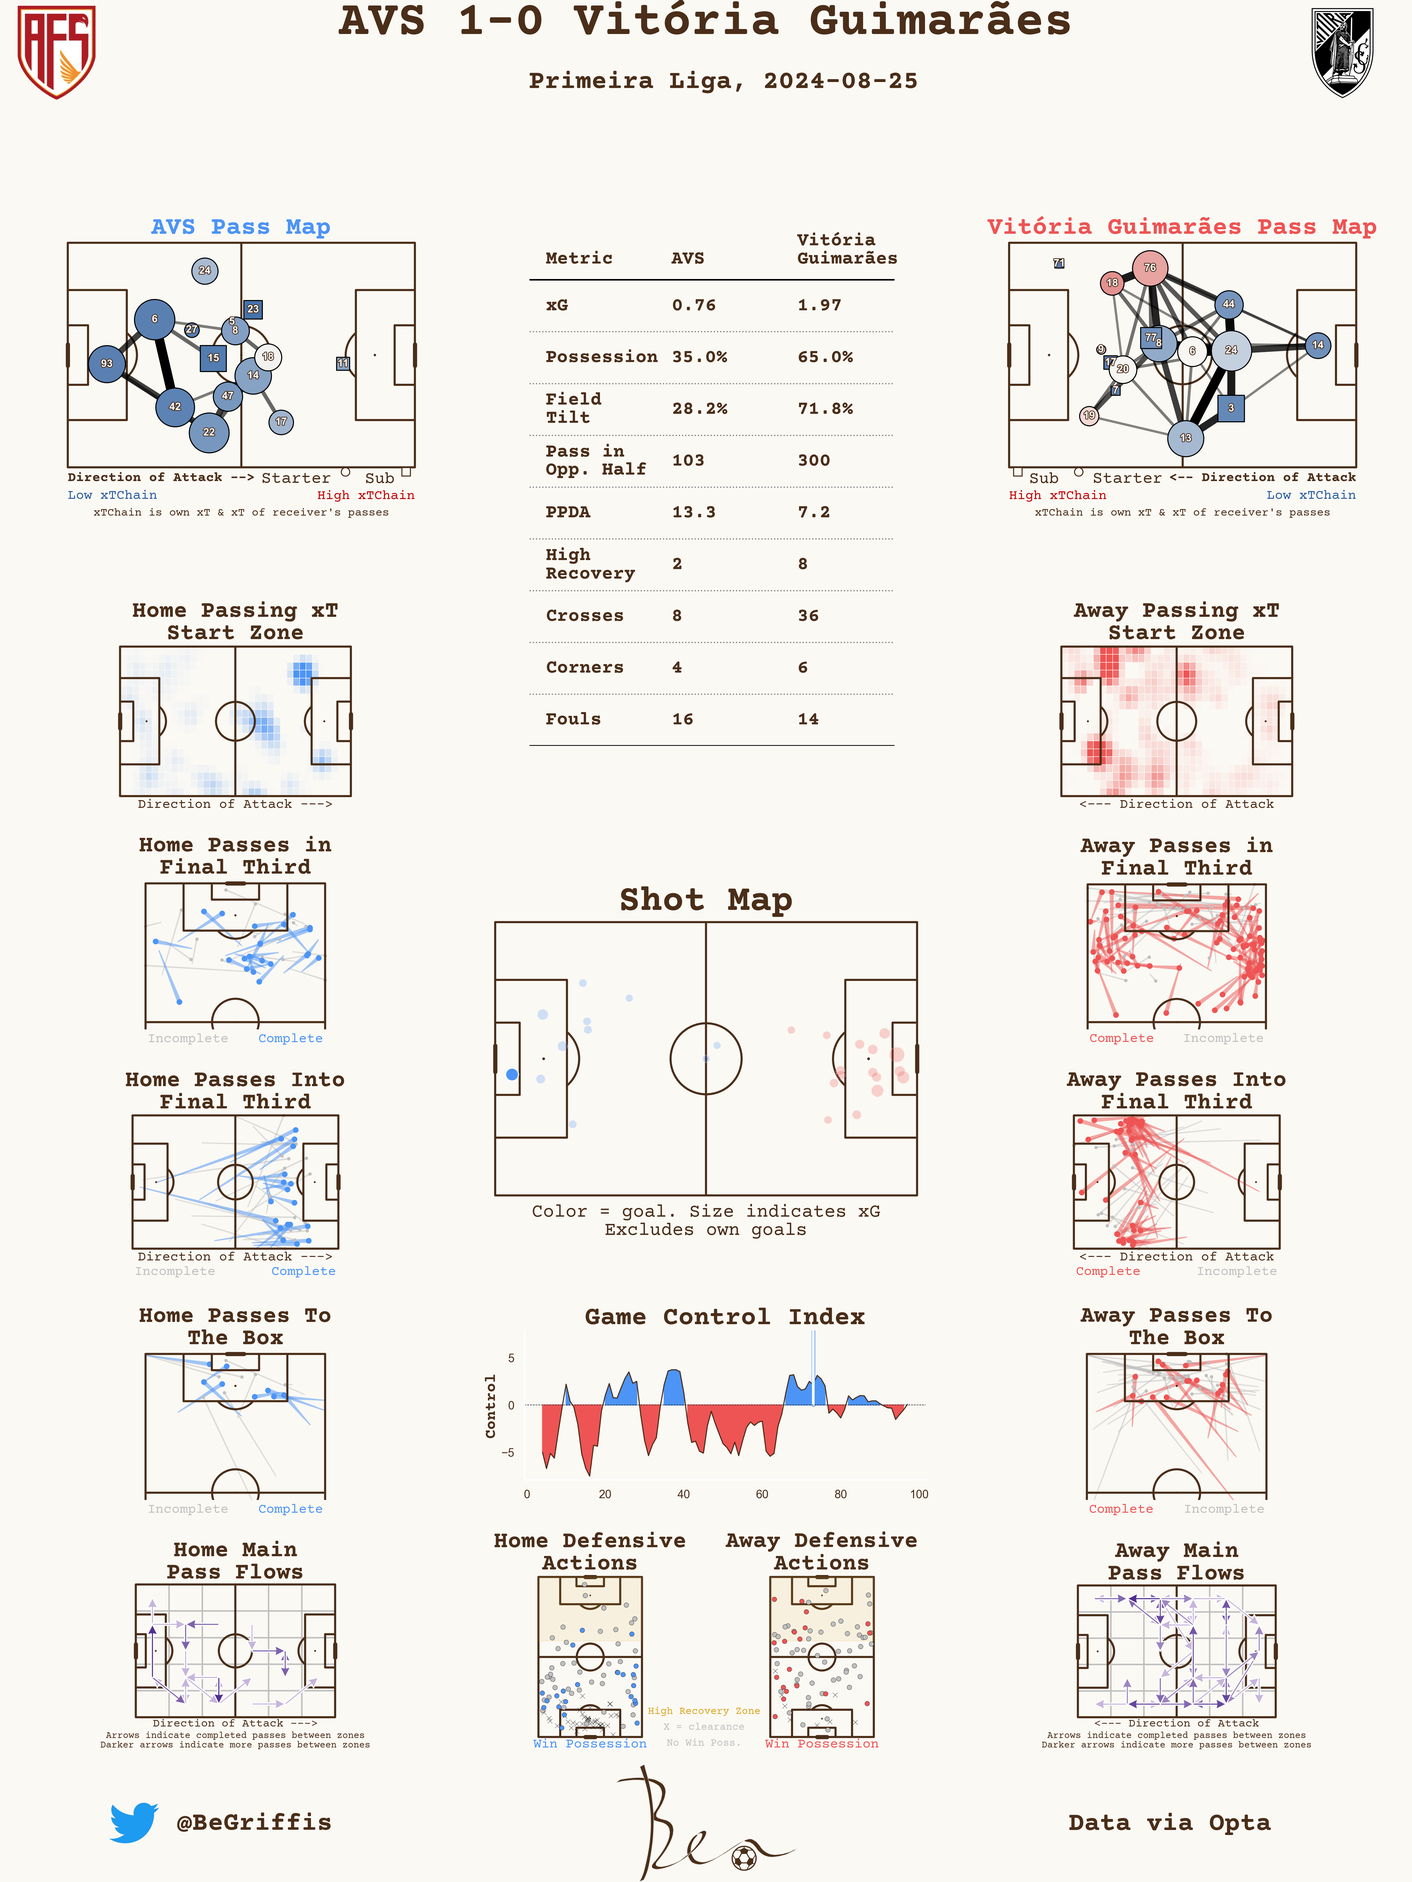 AVS 1-0 Vitória Guimarães
AFS
Primeira Liga, 2024-08-25
AVS Pass Map
24
6
27
5
8
23
93
15
18
14
11
42
47
22
17
Direction of Attack --> Starter Sub
Low xTChain High xTChain
xTChain is own xT & xT of receiver's passes
Metric AVS Vitória Guimarães
xG 0.76 1.97
Possession 35.0% 65.0%
Field Tilt 28.2% 71.8%
Pass in Opp. Half 103 300
PPDA 13.3 7.2
High Recovery 2 8
Crosses 8 36
Corners 4 6
Fouls 16 14
Vitória Guimarães Pass Map
71
76
18
44
77
8
9
17
6
24
14
20
7
19
3
13
Sub Starter <-- Direction of Attack
High xTChain Low xTChain
xTChain is own xT & xT of receiver's passes
Home Passing xT
Start Zone
Direction of Attack --->
Away Passing xT
Start Zone
<--- Direction of Attack
Home Passes in
Final Third
Incomplete Complete
Shot Map
Color = goal. Size indicates xG
Excludes own goals
Away Passes in
Final Third
Complete Incomplete
Home Passes Into
Final Third
Direction of Attack --->
Incomplete Complete
Away Passes Into
Final Third
<--- Direction of Attack
Complete Incomplete
Home Passes To
The Box
Incomplete Complete
Game Control Index
Control
5
0
−5
0 20 40 60 80 100
Away Passes To
The Box
Complete Incomplete
Home Main
Pass Flows
Direction of Attack --->
Arrows indicate completed passes between zones
Darker arrows indicate more passes between zones
Home Defensive
Actions
Win Possession
High Recovery Zone
X = clearance
No Win Poss.
Away Defensive
Actions
Win Possession
Away Main
Pass Flows
<--- Direction of Attack
Arrows indicate completed passes between zones
Darker arrows indicate more passes between zones
@BeGriffis
Ben
Data via Opta